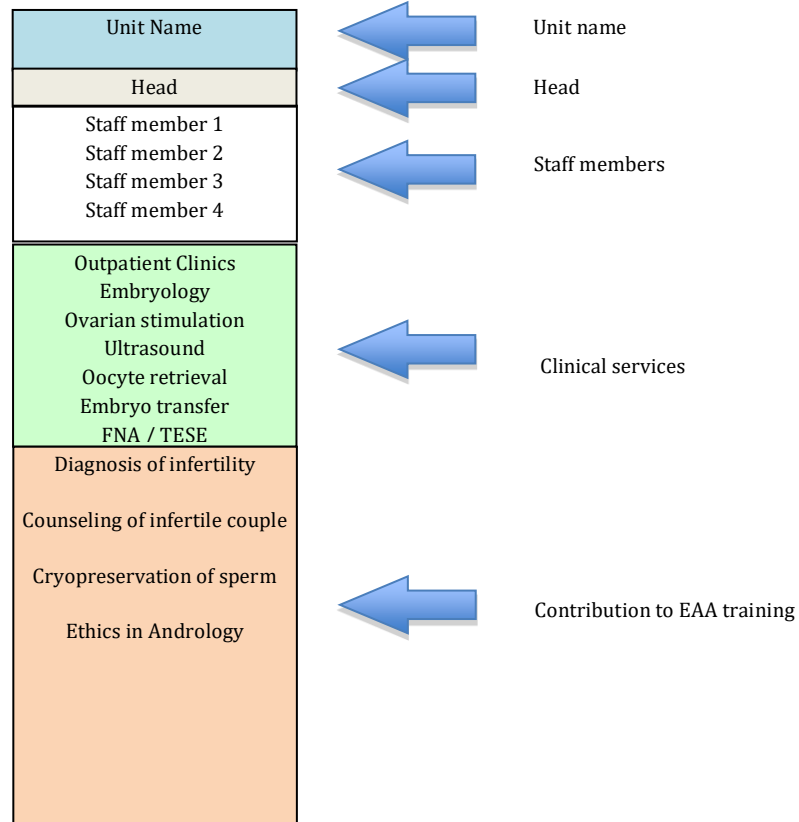 Unit Name
Unit name
Head
Head
Staff member 1
Staff member 2
Staff member 3
Staff member 4
Staff members
Outpatient Clinics
Embryology
Ovarian stimulation
Ultrasound
Oocyte retrieval
Embryo transfer
FNA / TESE
Clinical services
Diagnosis of infertility
Counseling of infertile couple
Cryopreservation of sperm
Ethics in Andrology
Contribution to EAA training